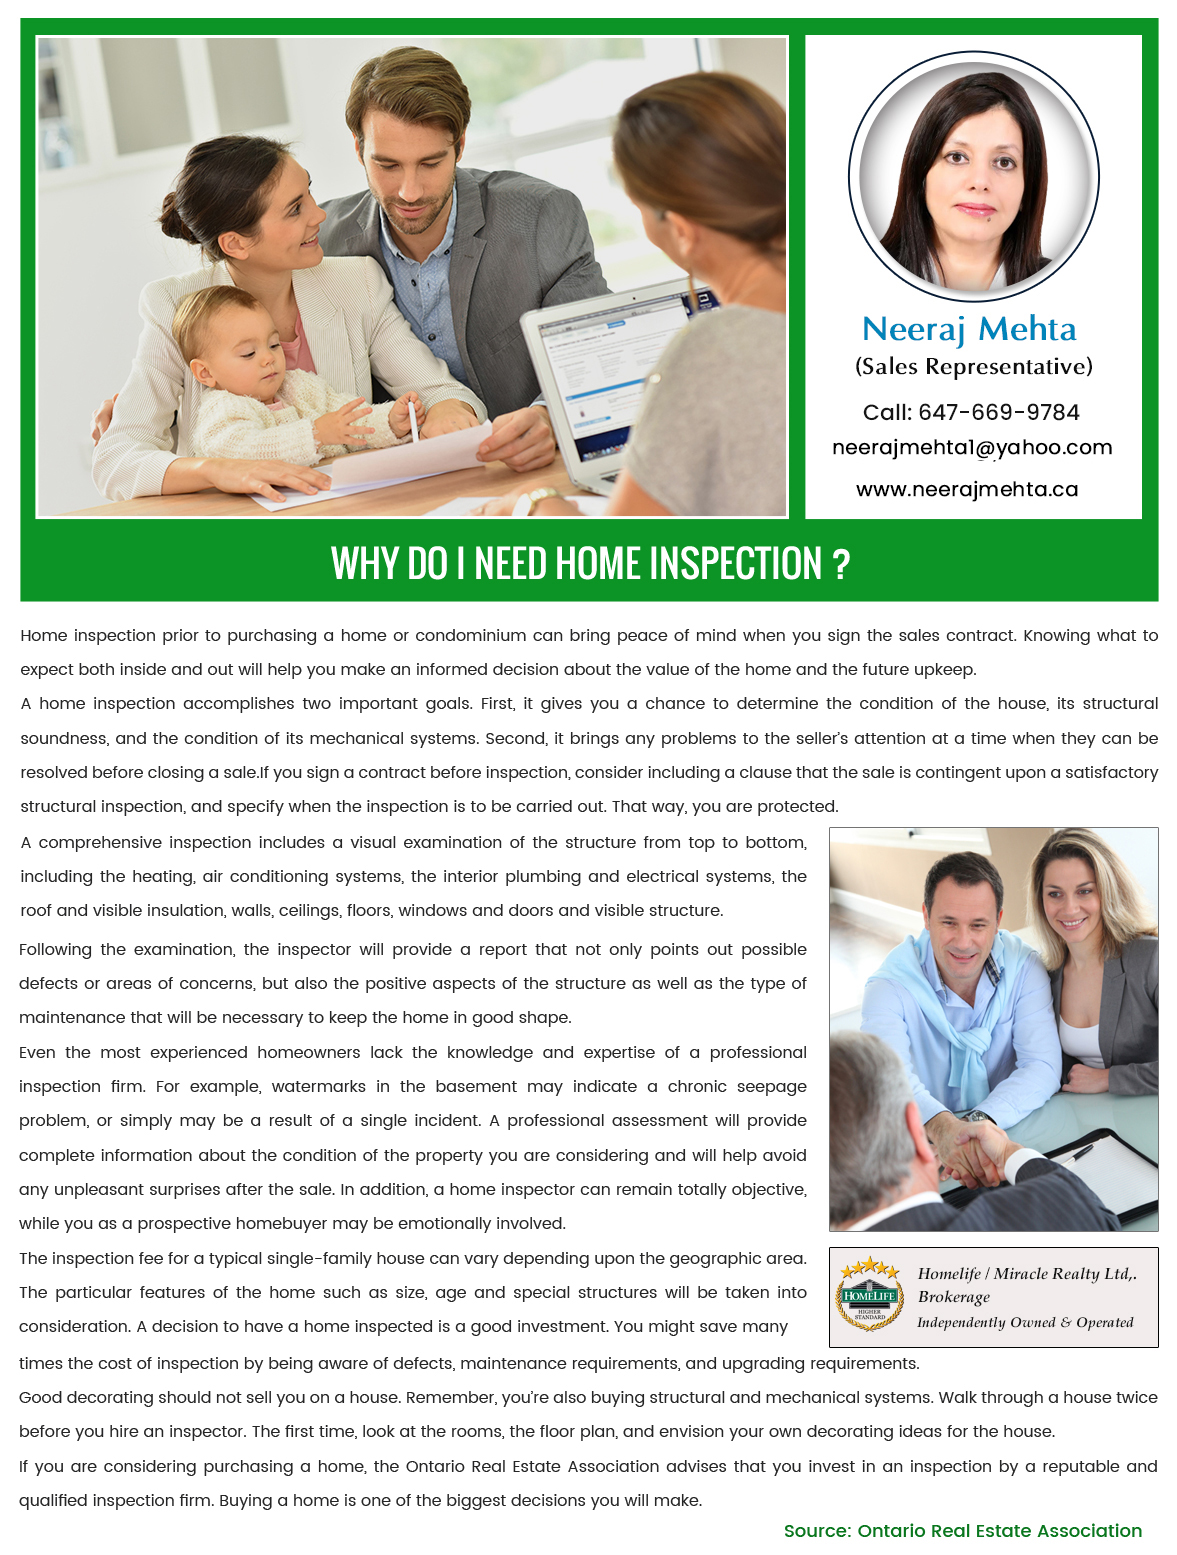 Neeraj Mehta
(Sales Representative)
Call: 647-669-9784
neerajmehta1@yahoo.com
www.neerajmehta.ca
WHY DO I NEED HOME INSPECTION ?
Home inspection prior to purchasing a home or condominium can bring peace of mind when you sign the sales contract. Knowing what to
expect both inside and out will help you make an informed decision about the value of the home and the future upkeep.
A home inspection accomplishes two important goals. First, it gives you a chance to determine the condition of the house, its structural
soundness, and the condition of its mechanical systems. Second, it brings any problems to the seller's attention at a time when they can be
resolved before closing a sale.If you sign a contract before inspection, consider including a clause that the sale is contingent upon a satisfactory
structural inspection, and specify when the inspection is to be carried out. That way, you are protected.
A comprehensive inspection includes a visual examination of the structure from top to bottom,
including the heating, air conditioning systems, the interior plumbing and electrical systems, the
roof and visible insulation, walls, ceilings, floors, windows and doors and visible structure.
Following the examination, the inspector will provide a report that not only points out possible
defects or areas of concerns, but also the positive aspects of the structure as well as the type of
maintenance that will be necessary to keep the home in good shape.
Even the most experienced homeowners lack the knowledge and expertise of a professional
inspection firm. For example, watermarks in the basement may indicate a chronic seepage
problem, or simply may be a result of a single incident. A professional assessment will provide
complete information about the condition of the property you are considering and will help avoid
any unpleasant surprises after the sale. In addition, a home inspector can remain totally objective,
while you as a prospective homebuyer may be emotionally involved.
The inspection fee for a typical single-family house can vary depending upon the geographic area.
The particular features of the home such as size, age and special structures will be taken into
consideration. A decision to have a home inspected is a good investment. You might save many
times the cost of inspection by being aware of defects, maintenance requirements, and upgrading requirements.
Good decorating should not sell you on a house. Remember, you're also buying structural and mechanical systems. Walk through a house twice
before you hire an inspector. The first time, look at the rooms, the floor plan, and envision your own decorating ideas for the house.
If you are considering purchasing a home, the Ontario Real Estate Association advises that you invest in an inspection by a reputable and
qualified inspection firm. Buying a home is one of the biggest decisions you will make.
HOMELIFE
HIGHER
STANDARD
Homelife / Miracle Realty Ltd,.
Brokerage
Independently Owned & Operated
Source: Ontario Real Estate Association